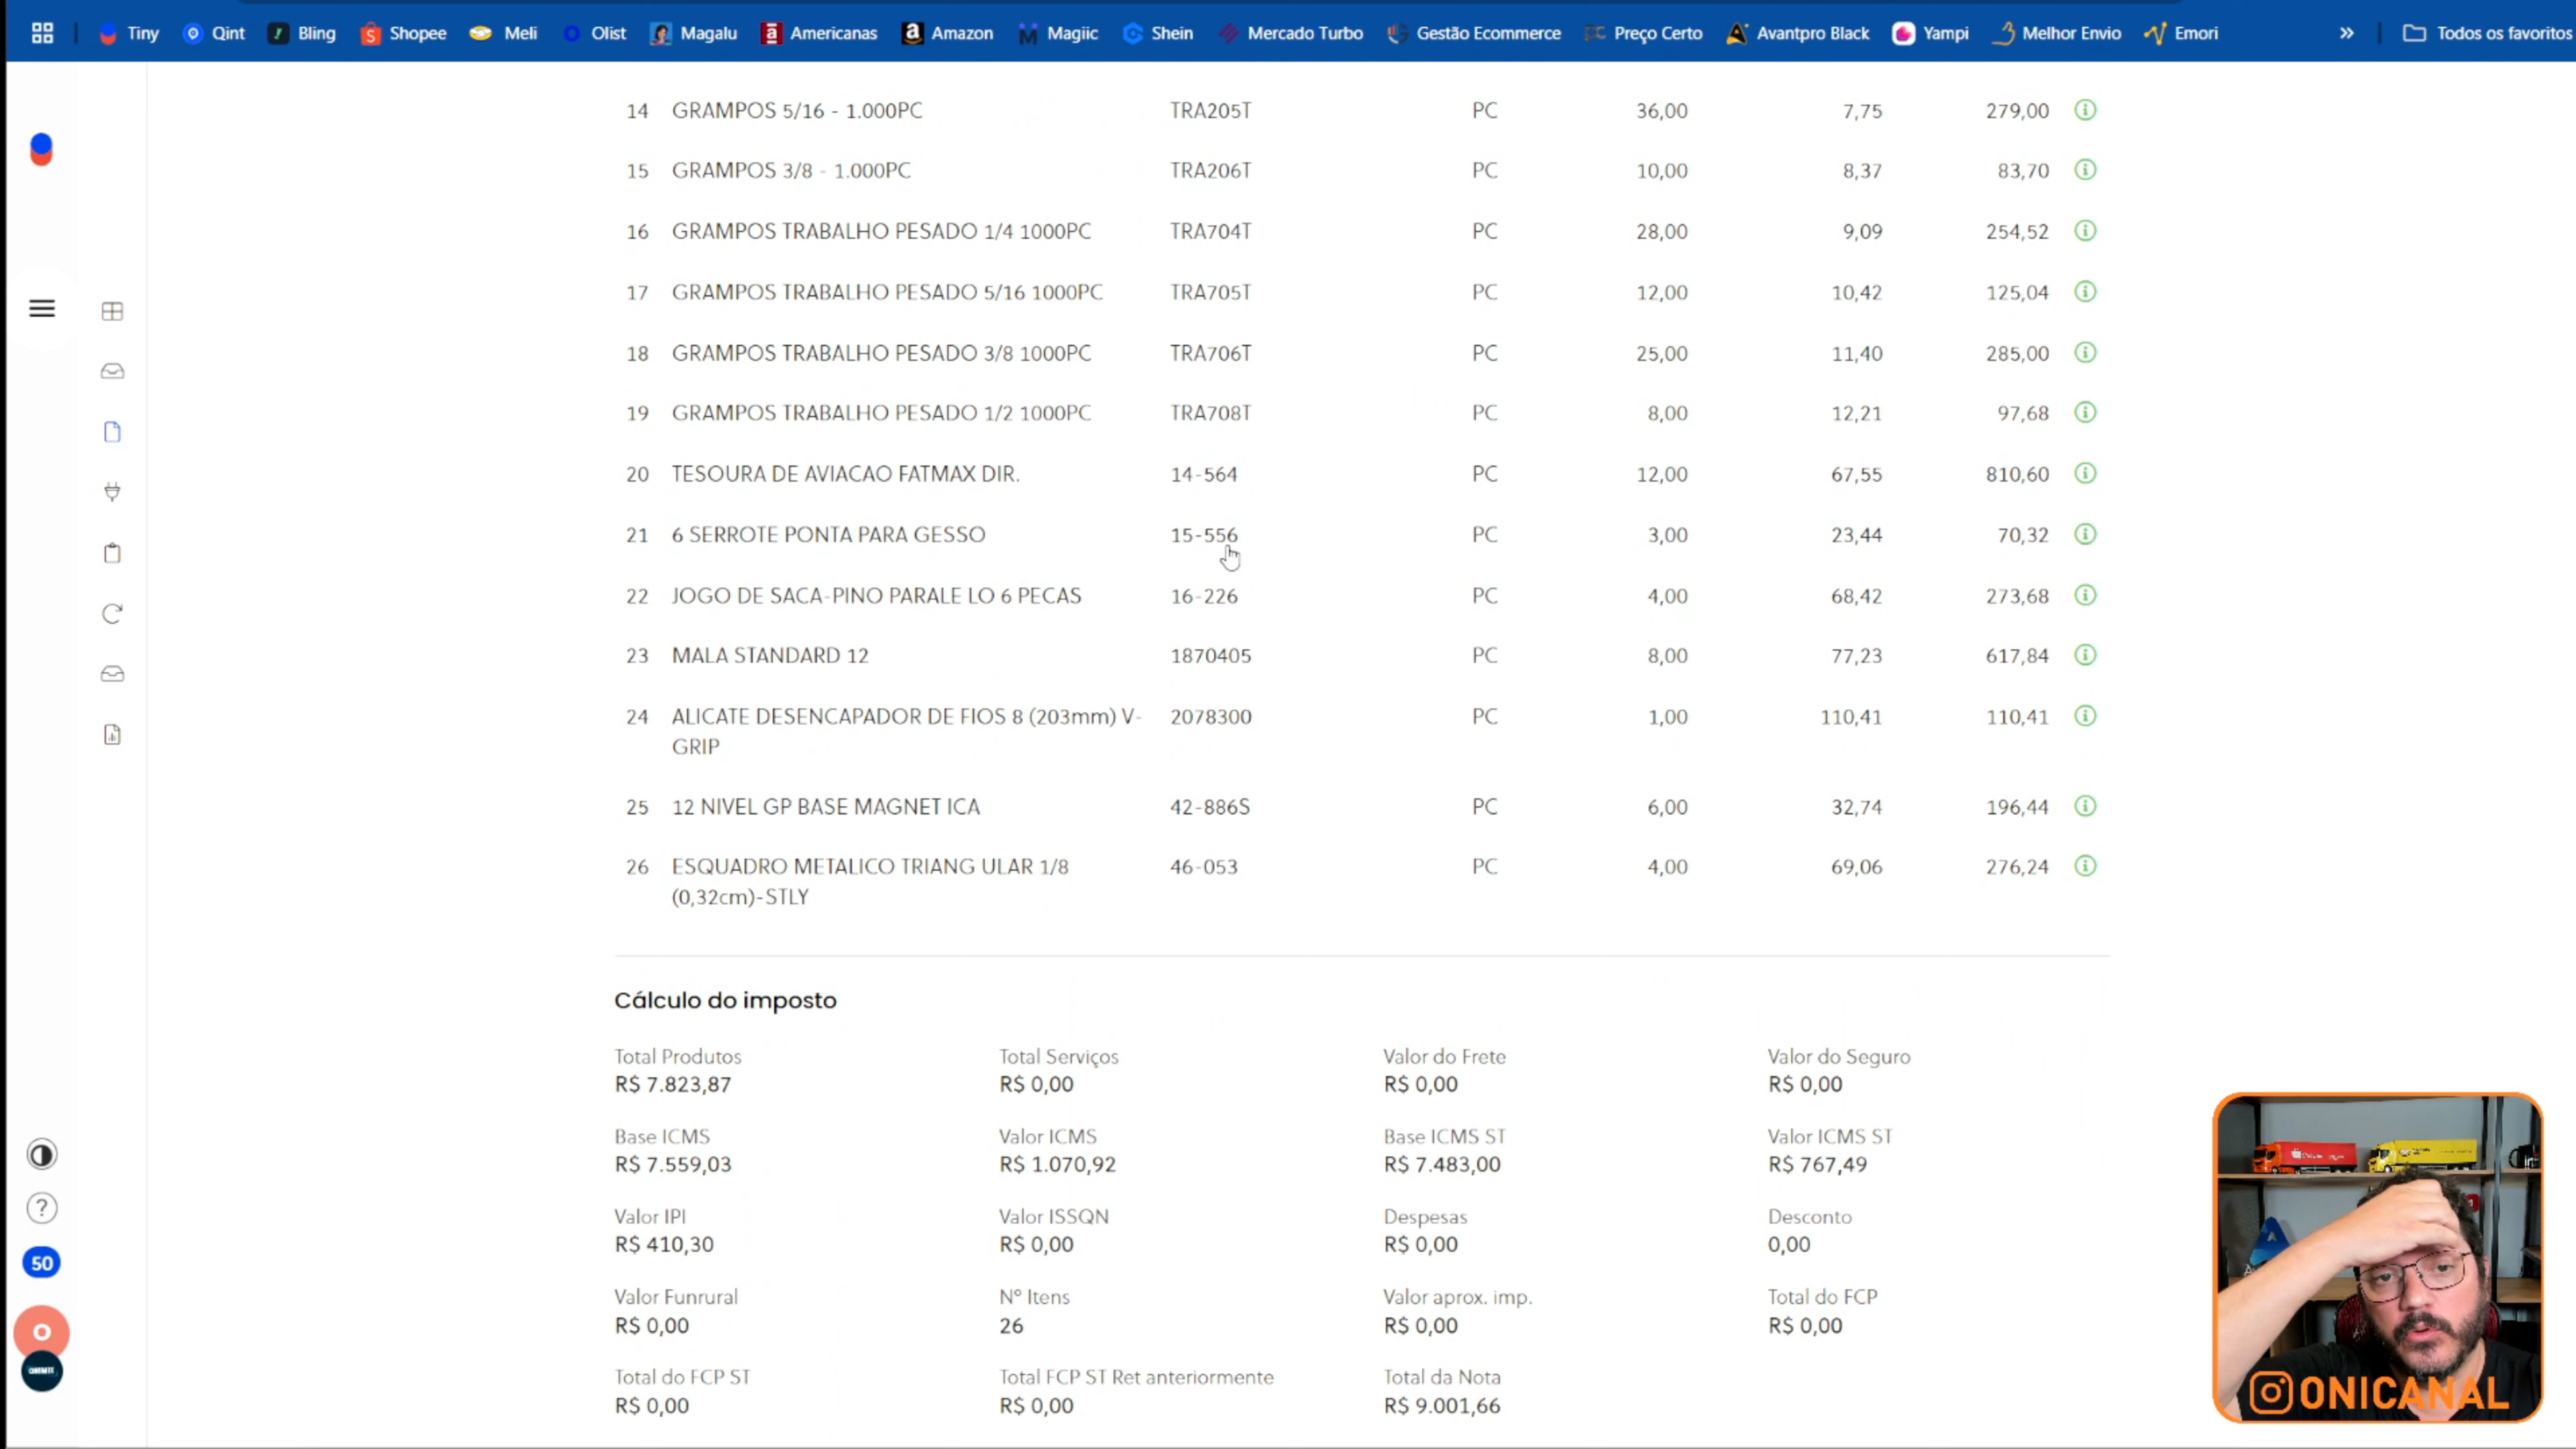 Tiny Qint Bling Shopee Meli Olist Magalu Americanas Amazon Magiic Shein Mercado Turbo Gestão Ecommerce Preço Certo Avantpro Black Yampi Melhor Envio Emori » Todos os favoritos
14 GRAMPOS 5/16 - 1.000PC TRA205T PC 36,00 7,75 279,00
15 GRAMPOS 3/8 - 1.000PC TRA206T PC 10,00 8,37 83,70
16 GRAMPOS TRABALHO PESADO 1/4 1000PC TRA704T PC 28,00 9,09 254,52
17 GRAMPOS TRABALHO PESADO 5/16 1000PC TRA705T PC 12,00 10,42 125,04
18 GRAMPOS TRABALHO PESADO 3/8 1000PC TRA706T PC 25,00 11,40 285,00
19 GRAMPOS TRABALHO PESADO 1/2 1000PC TRA708T PC 8,00 12,21 97,68
20 TESOURA DE AVIACAO FATMAX DIR. 14-564 PC 12,00 67,55 810,60
21 6 SERROTE PONTA PARA GESSO 15-556 PC 3,00 23,44 70,32
22 JOGO DE SACA-PINO PARALE LO 6 PECAS 16-226 PC 4,00 68,42 273,68
23 MALA STANDARD 12 1870405 PC 8,00 77,23 617,84
24 ALICATE DESENCAPADOR DE FIOS 8 (203mm) V- 2078300 PC 1,00 110,41 110,41
GRIP
25 12 NIVEL GP BASE MAGNET ICA 42-886S PC 6,00 32,74 196,44
26 ESQUADRO METALICO TRIANG ULAR 1/8 46-053 PC 4,00 69,06 276,24
(0,32cm)-STLY
Cálculo do imposto
Total Produtos Total Serviços Valor do Frete Valor do Seguro
R$ 7.823,87 R$ 0,00 R$ 0,00 R$ 0,00
Base ICMS Valor ICMS Base ICMS ST Valor ICMS ST
R$ 7.559,03 R$ 1.070,92 R$ 7.483,00 R$ 767,49
Valor IPI Valor ISSQN Despesas Desconto
R$ 410,30 R$ 0,00 R$ 0,00 0,00
Valor Funrural Nº Itens Valor aprox. imp. Total do FCP
R$ 0,00 26 R$ 0,00 R$ 0,00
Total do FCP ST Total FCP ST Ret anteriormente Total da Nota
R$ 0,00 R$ 0,00 R$ 9.001,66
?
50
O
ONICANAL